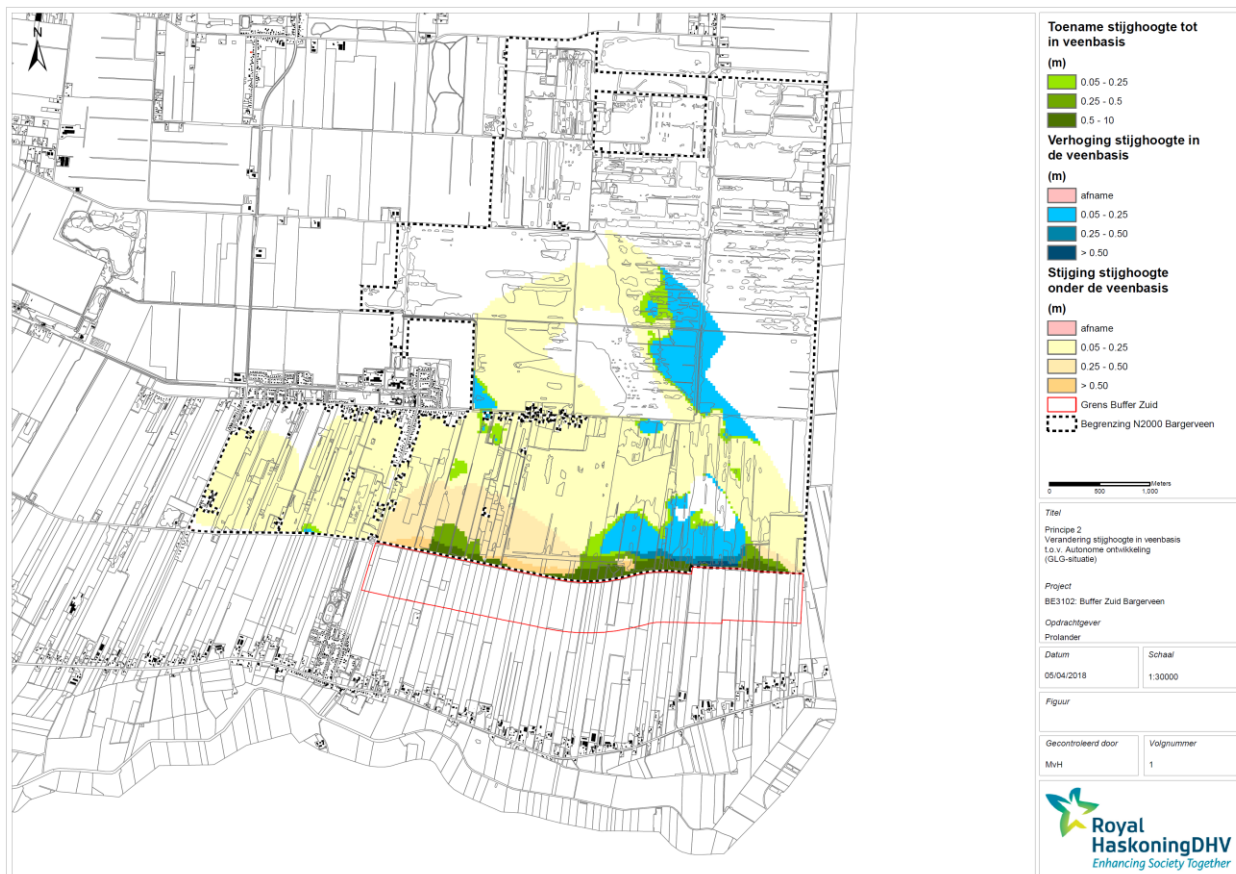 N
Toename stijghoogte tot
in veenbasis
(m)
0.05 - 0.25
0.25 - 0.5
0.5 - 10
Verhoging stijghoogte in
de veenbasis
(m)
afname
0.05 - 0.25
0.25 - 0.50
> 0.50
Stijging stijghoogte
onder de veenbasis
(m)
afname
0.05 - 0.25
0.25 - 0.50
> 0.50
Grens Buffer Zuid
Begrenzing N2000 Bargerveen
Meters
0 500 1,000
Titel
Principe 2
Verandering stijghoogte in veenbasis
t.o.v. Autonome ontwikkeling
(GLG-situatie)
Project
BE3102: Buffer Zuid Bargerveen
Opdrachtgever
Prolander
Datum
05/04/2018
Schaal
1:30000
Figuur
Gecontroleerd door
MvH
Volgnummer
1
Royal
HaskoningDHV
Enhancing Society Together